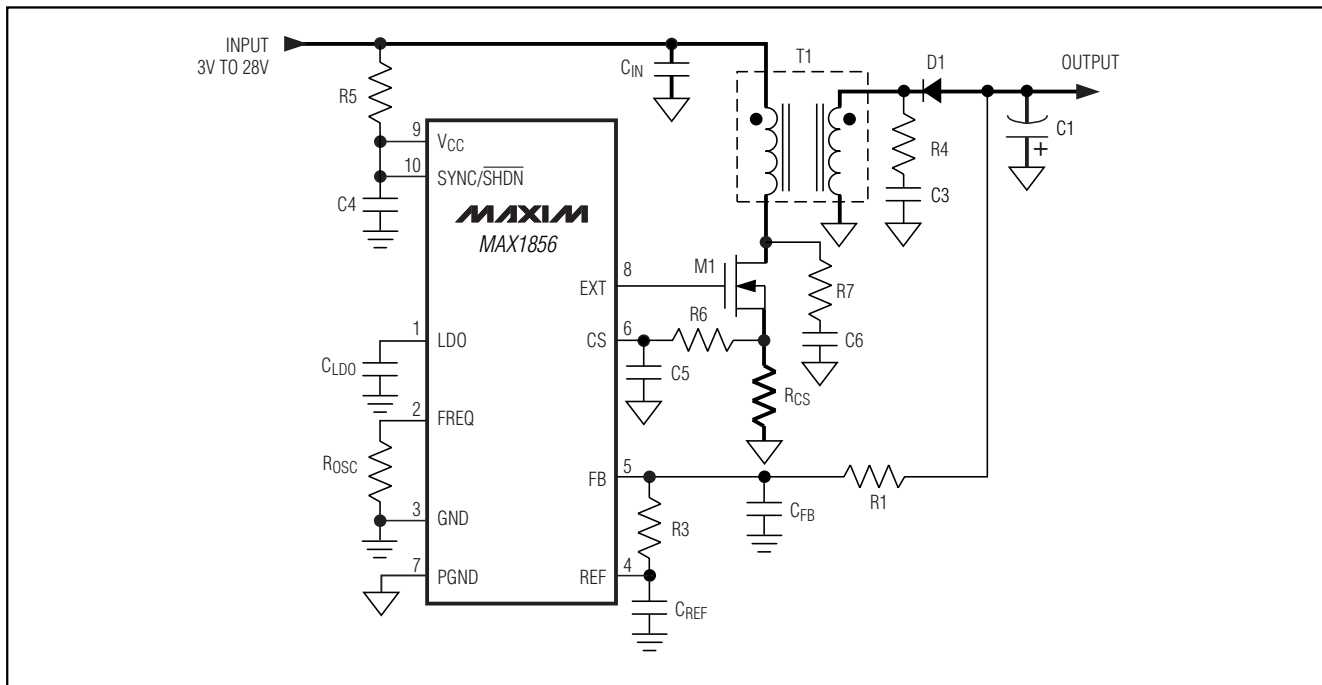 INPUT
3V TO 28V
R5
CIN
T1
D1
OUTPUT
C1
R4
C3
9
VCC
10
SYNC/SHDN
C4
MAXIM
MAX1856
M1
8
EXT
R7
R6
6
CS
C6
C5
1
LDO
CLDO
RCS
2
FREQ
ROSC
5
FB
R1
CFB
R3
3
GND
7
PGND
4
REF
CREF
+